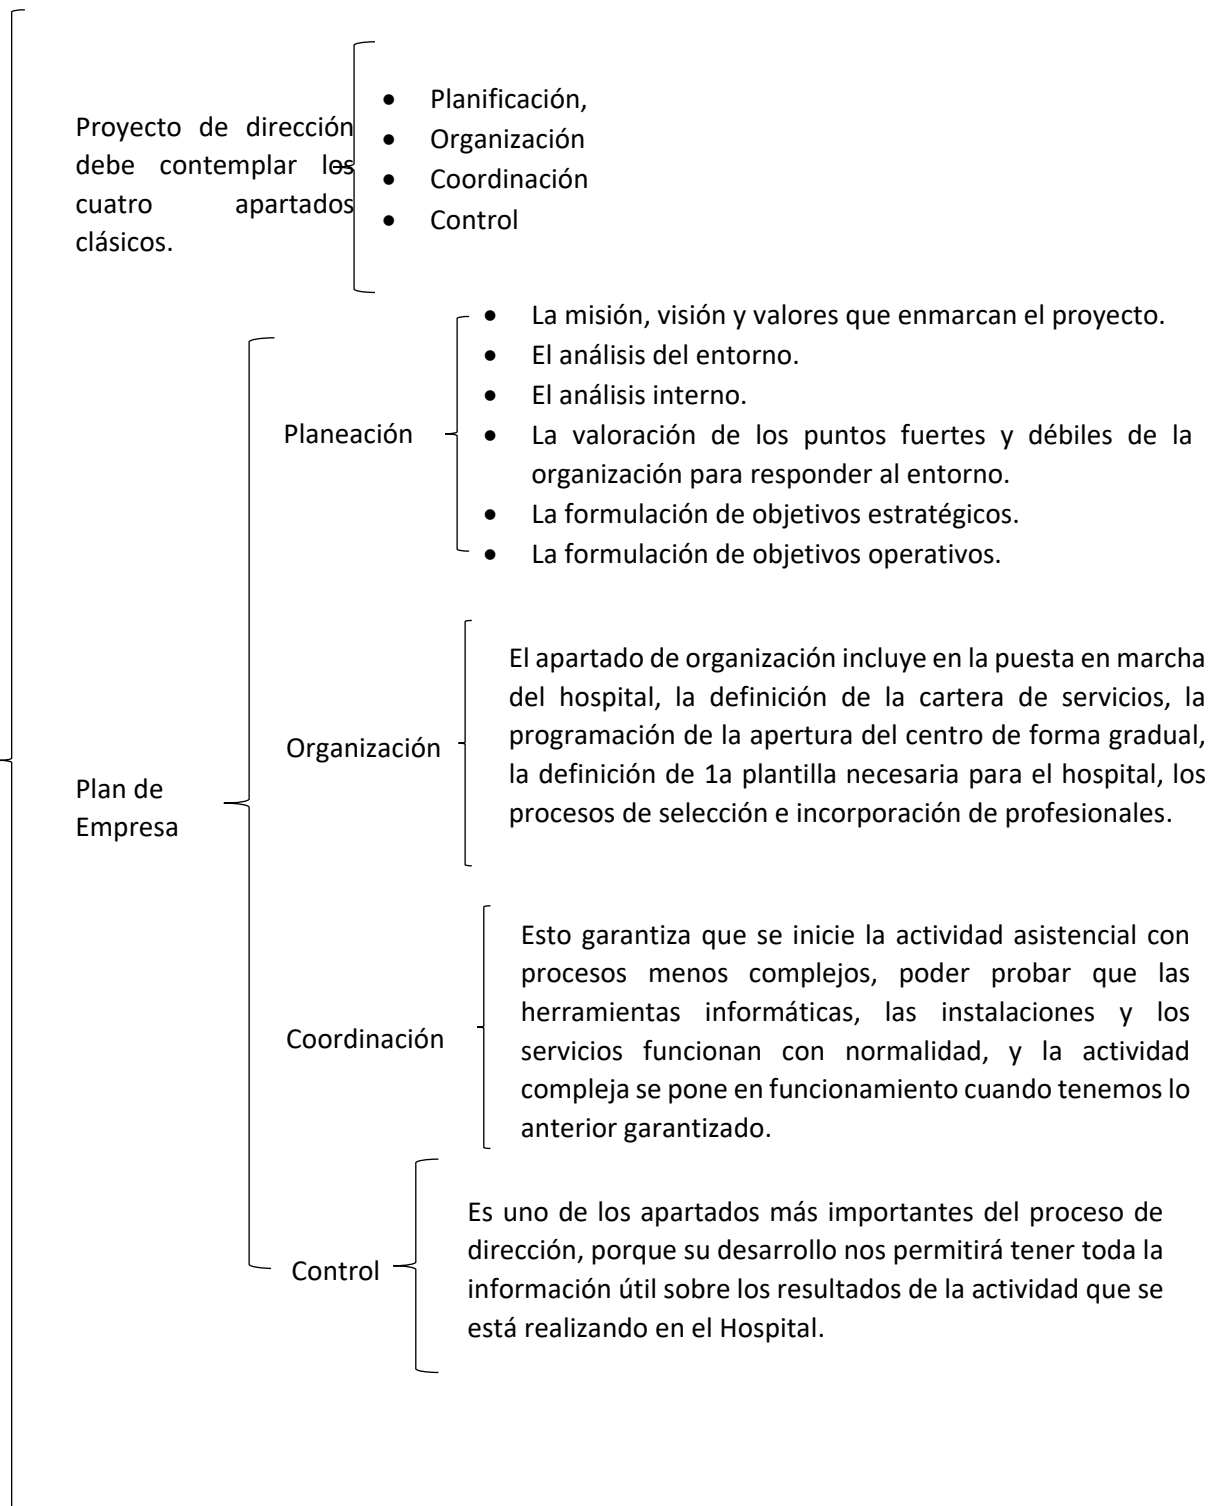 Proyecto de dirección
debe contemplar los
cuatro apartados
clásicos.
• Planificación,
• Organización
• Coordinación
• Control
Plan de
Empresa
Planeación
• La misión, visión y valores que enmarcan el proyecto.
• El análisis del entorno.
• El análisis interno.
• La valoración de los puntos fuertes y débiles de la
organización para responder al entorno.
• La formulación de objetivos estratégicos.
• La formulación de objetivos operativos.
Organización
El apartado de organización incluye en la puesta en marcha
del hospital, la definición de la cartera de servicios, la
programación de la apertura del centro de forma gradual,
la definición de 1a plantilla necesaria para el hospital, los
procesos de selección e incorporación de profesionales.
Coordinación
Esto garantiza que se inicie la actividad asistencial con
procesos menos complejos, poder probar que las
herramientas informáticas, las instalaciones y los
servicios funcionan con normalidad, y la actividad
compleja se pone en funcionamiento cuando tenemos lo
anterior garantizado.
Control
Es uno de los apartados más importantes del proceso de
dirección, porque su desarrollo nos permitirá tener toda la
información útil sobre los resultados de la actividad que se
está realizando en el Hospital.